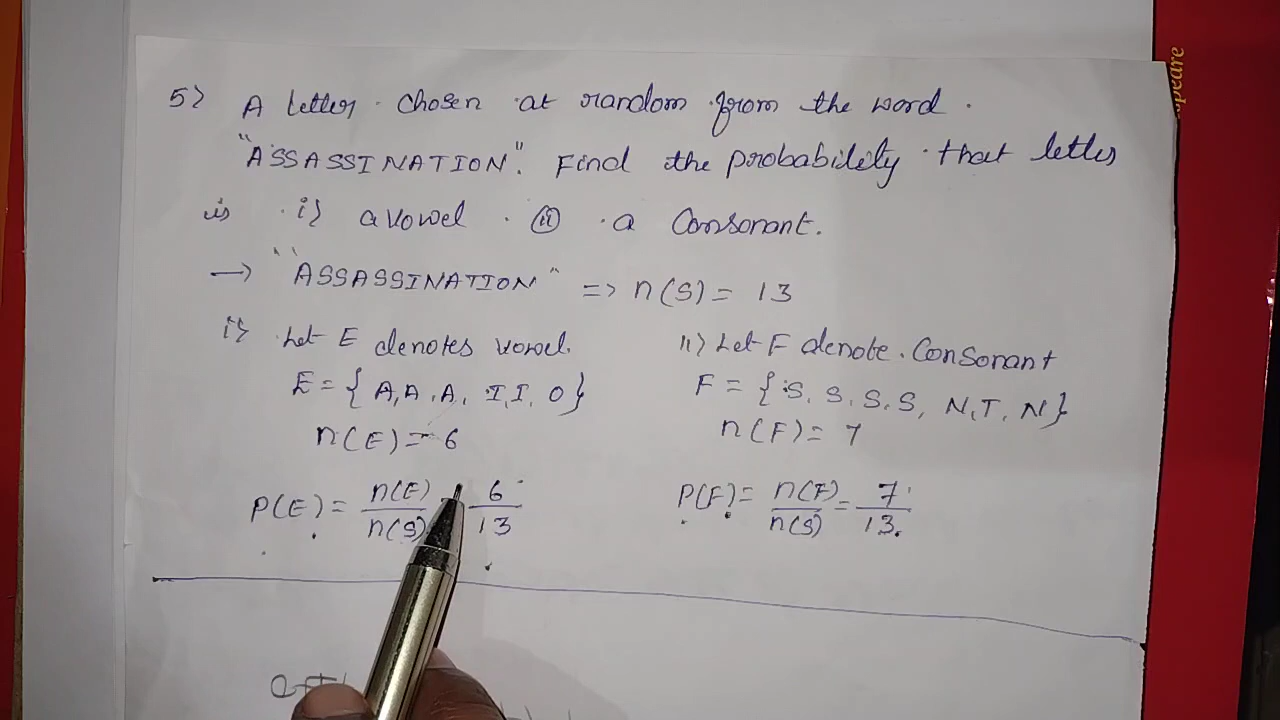 5> A letter chosen at random from the word.
"ASSASSINATION". Find the probability that letter
is i> a vowel. (ii) a Consonant.
→ "ASSASSINATION" => n(S) = 13
i> Let E denotes vowel.
E = { A, A, A, I, I, O}
n(E) = 6
P(E) = n(E)/n(S) = 6/13
ii) Let F denote. Consonant
F = { S, S, S, S, N, T, N}
n(F) = 7
P(F) = n(F)/n(S) = 7/13.
peare